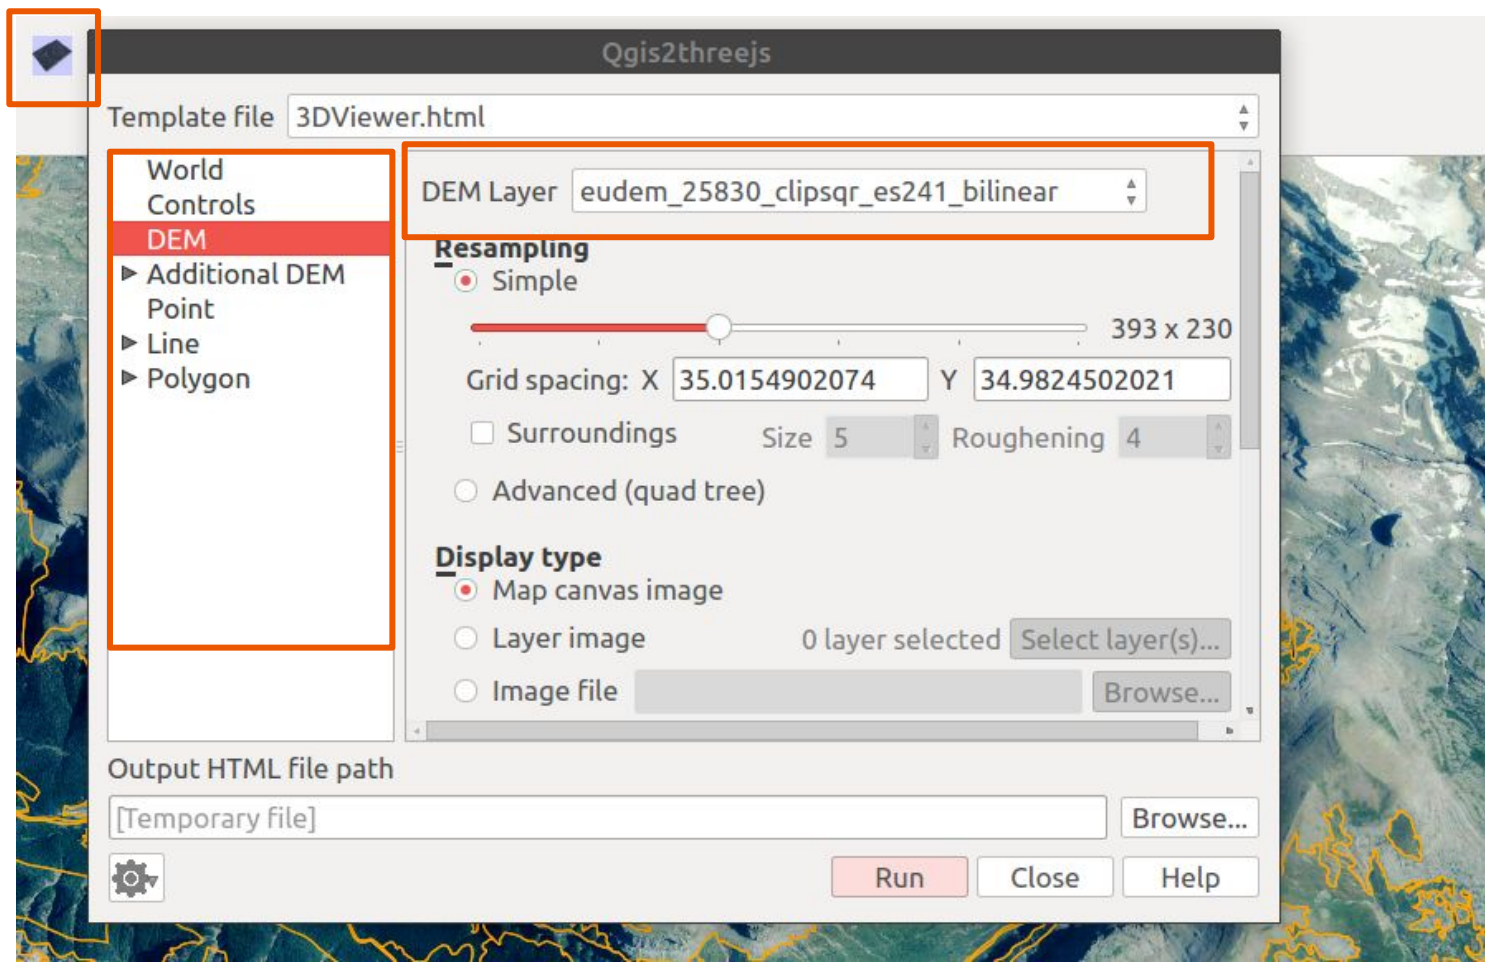 Qgis2threejs
Template file 3DViewer.html
World
Controls
DEM
Additional DEM
Point
Line
Polygon
DEM Layer eudem_25830_clipsqr_es241_bilinear
Resampling
Simple
393 x 230
Grid spacing: X 35.0154902074 Y 34.9824502021
Surroundings Size 5 Roughening 4
Advanced (quad tree)
Display type
Map canvas image
Layer image 0 layer selected Select layer(s)...
Image file Browse...
Output HTML file path
[Temporary file] Browse...
Run Close Help